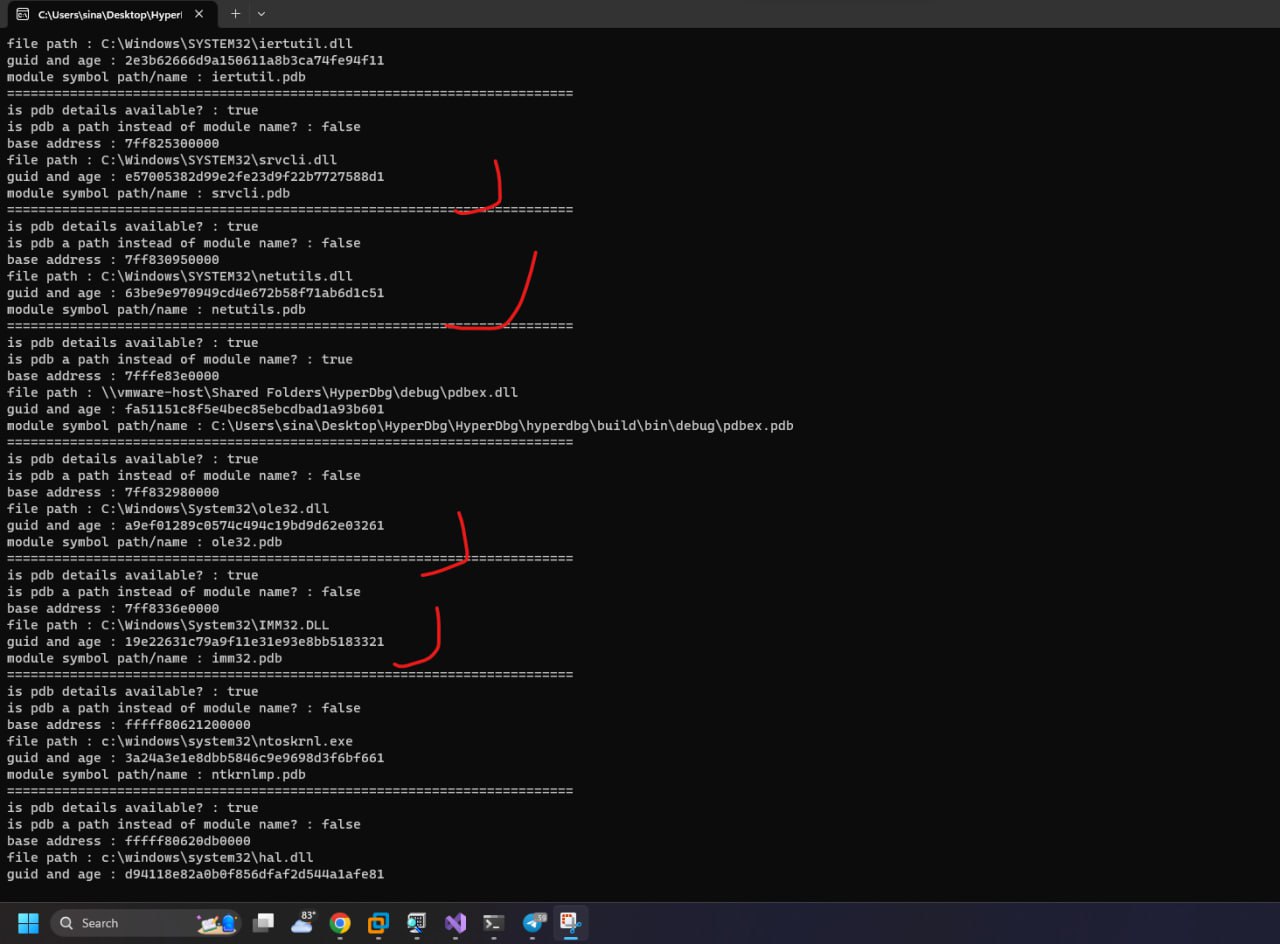 C:\Users\sina\Desktop\HyperI
file path : C:\Windows\SYSTEM32\iertutil.dll
guid and age : 2e3b62666d9a150611a8b3ca74fe94f11
module symbol path/name : iertutil.pdb
========================================================================
is pdb details available? : true
is pdb a path instead of module name? : false
base address : 7ff825300000
file path : C:\Windows\SYSTEM32\srvcli.dll
guid and age : e57005382d99e2fe23d9f22b7727588d1
module symbol path/name : srvcli.pdb
========================================================================
is pdb details available? : true
is pdb a path instead of module name? : false
base address : 7ff830950000
file path : C:\Windows\SYSTEM32\netutils.dll
guid and age : 63be9e970949cd4e672b58f71ab6d1c51
module symbol path/name : netutils.pdb
========================================================================
is pdb details available? : true
is pdb a path instead of module name? : true
base address : 7fffe83e0000
file path : \\vmware-host\Shared Folders\HyperDbg\debug\pdbex.dll
guid and age : fa51151c8f5e4bec85ebcdbad1a93b601
module symbol path/name : C:\Users\sina\Desktop\HyperDbg\HyperDbg\hyperdbg\build\bin\debug\pdbex.pdb
========================================================================
is pdb details available? : true
is pdb a path instead of module name? : false
base address : 7ff832980000
file path : C:\Windows\System32\ole32.dll
guid and age : a9ef01289c0574c494c19bd9d62e03261
module symbol path/name : ole32.pdb
========================================================================
is pdb details available? : true
is pdb a path instead of module name? : false
base address : 7ff8336e0000
file path : C:\Windows\System32\IMM32.DLL
guid and age : 19e22631c79a9f11e31e93e8bb5183321
module symbol path/name : imm32.pdb
========================================================================
is pdb details available? : true
is pdb a path instead of module name? : false
base address : fffff80621200000
file path : c:\windows\system32\ntoskrnl.exe
guid and age : 3a24a3e1e8dbb5846c9e9698d3f6bf661
module symbol path/name : ntkrnlmp.pdb
========================================================================
is pdb details available? : true
is pdb a path instead of module name? : false
base address : fffff80620db0000
file path : c:\windows\system32\hal.dll
guid and age : d94118e82a0b0f856dfaf2d544a1afe81
Search
83°
59